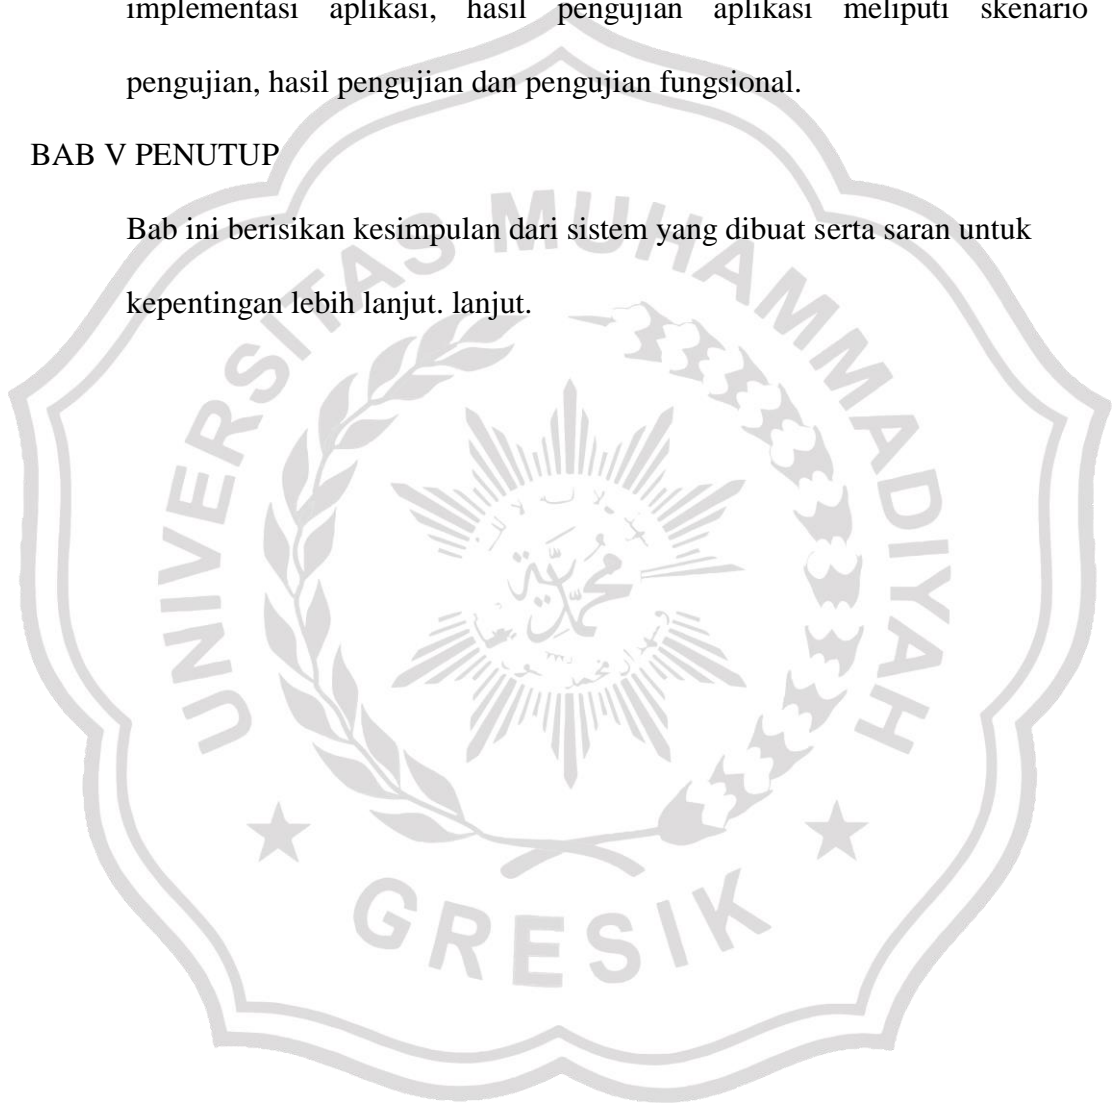 implementasi aplikasi, hasil pengujian aplikasi meliputi skenario
pengujian, hasil pengujian dan pengujian fungsional.
BAB V PENUTUP
Bab ini berisikan kesimpulan dari sistem yang dibuat serta saran untuk
kepentingan lebih lanjut. lanjut.
UNIVERSITAS MUHAMMADIYAH
محمدية
GRESIK